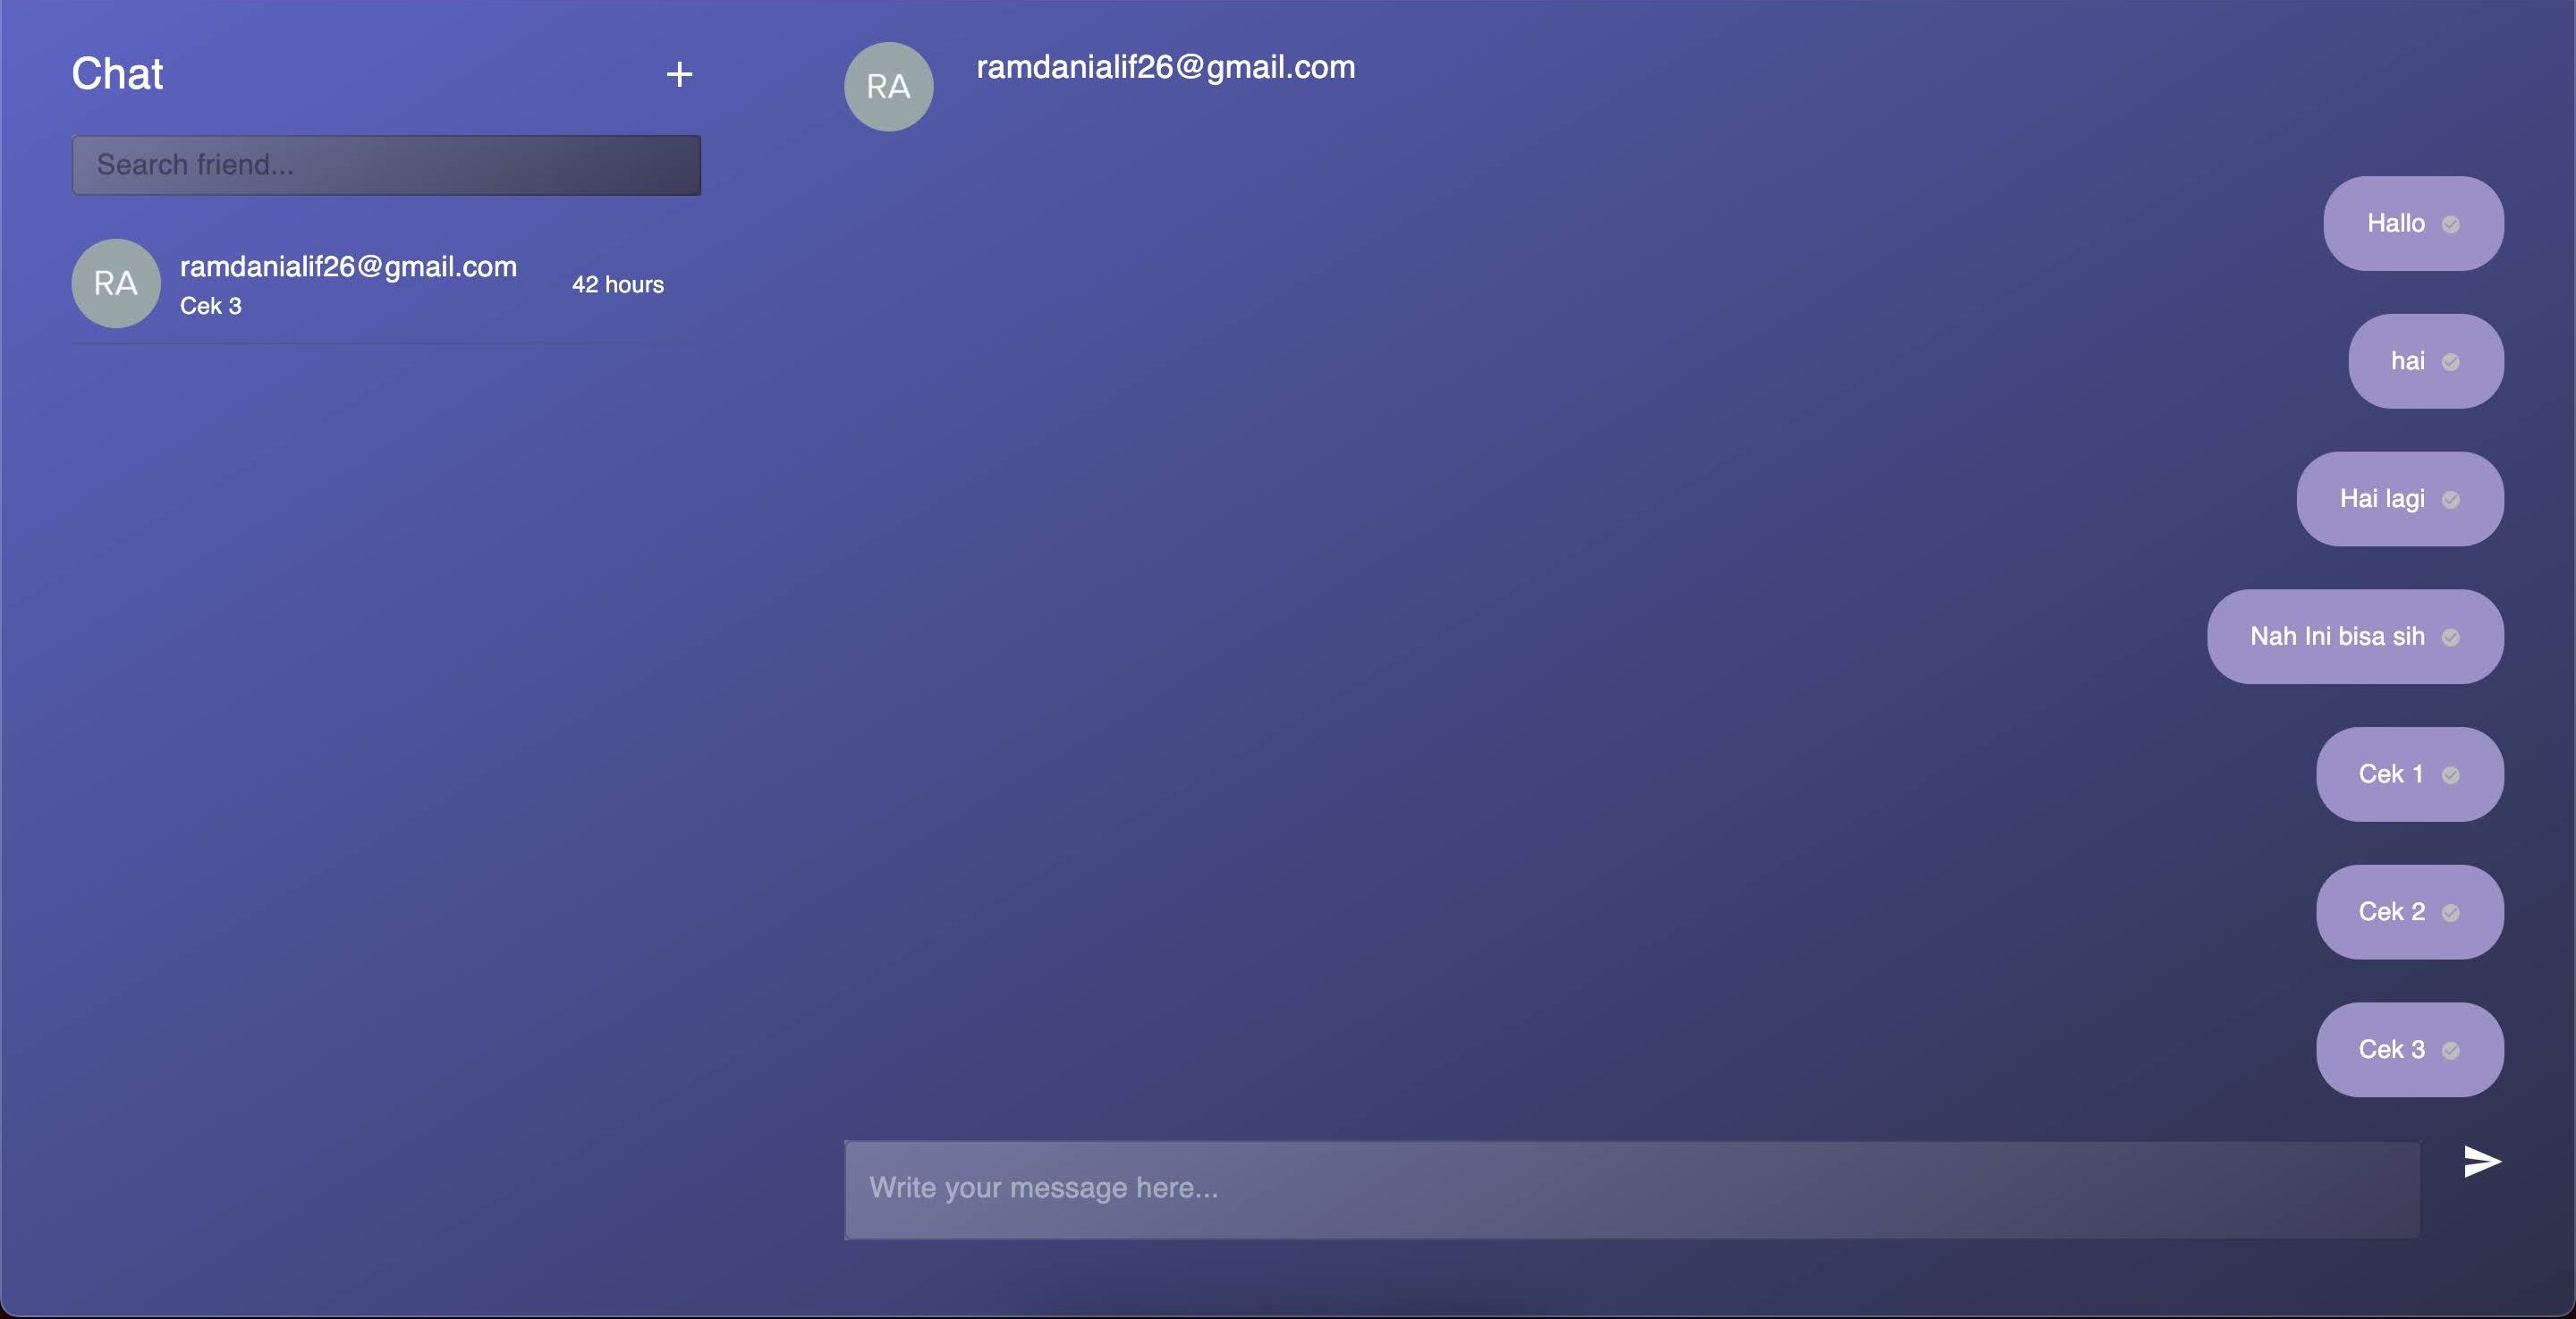 Chat
+
Search friend...
RA
ramdanialif26@gmail.com
Cek 3
42 hours
RA
ramdanialif26@gmail.com
Hallo
hai
Hai lagi
Nah Ini bisa sih
Cek 1
Cek 2
Cek 3
Write your message here...